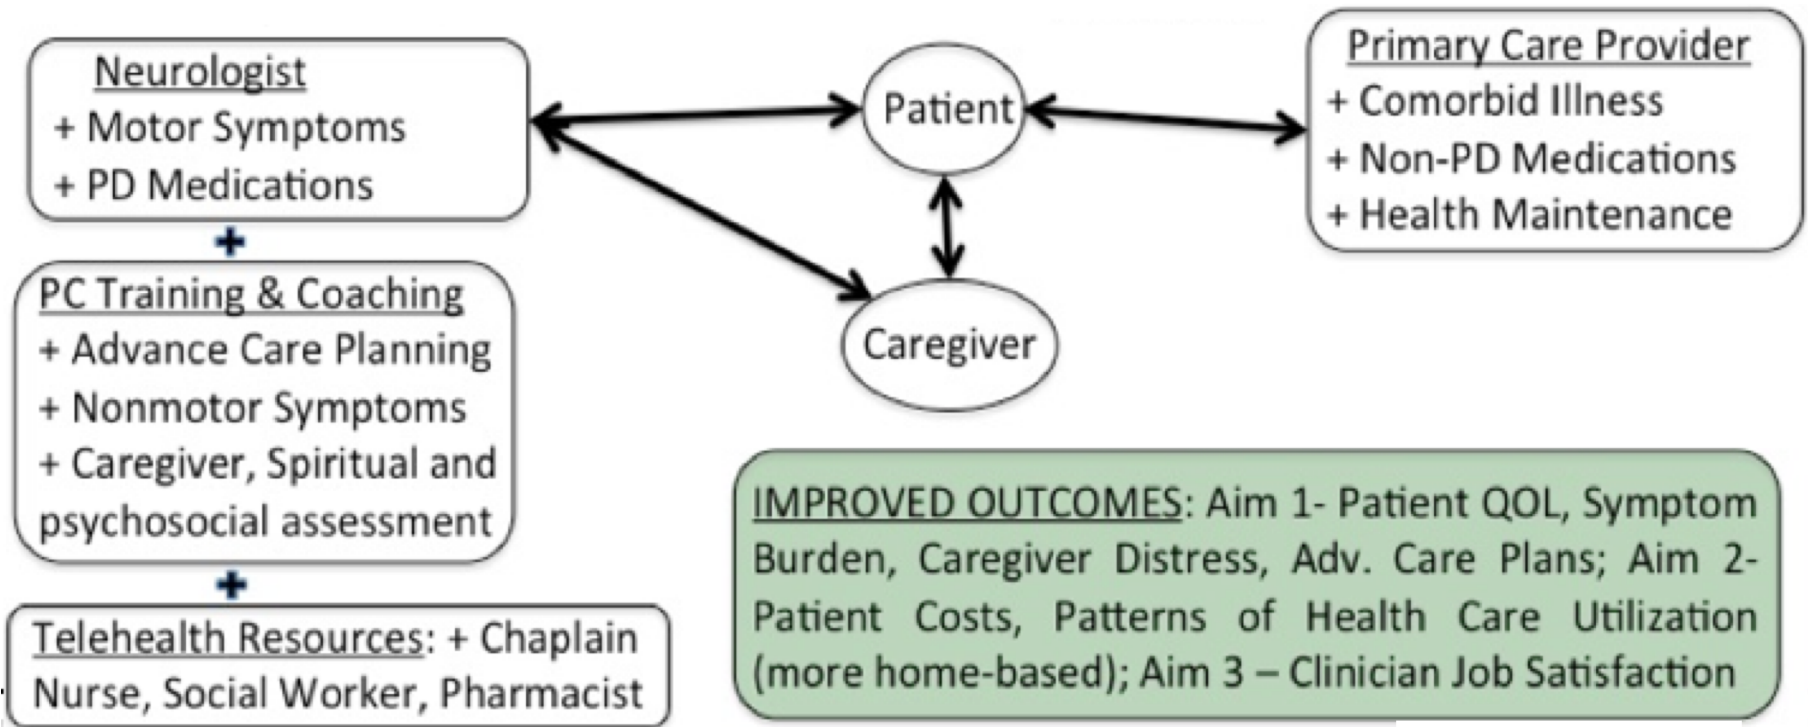 Neurologist
+ Motor Symptoms
+ PD Medications
+
PC Training & Coaching
+ Advance Care Planning
+ Nonmotor Symptoms
+ Caregiver, Spiritual and
psychosocial assessment
+
Telehealth Resources: + Chaplain
Nurse, Social Worker, Pharmacist
Patient
Caregiver
Primary Care Provider
+ Comorbid Illness
+ Non-PD Medications
+ Health Maintenance
IMPROVED OUTCOMES: Aim 1- Patient QOL, Symptom
Burden, Caregiver Distress, Adv. Care Plans; Aim 2-
Patient Costs, Patterns of Health Care Utilization
(more home-based); Aim 3 – Clinician Job Satisfaction